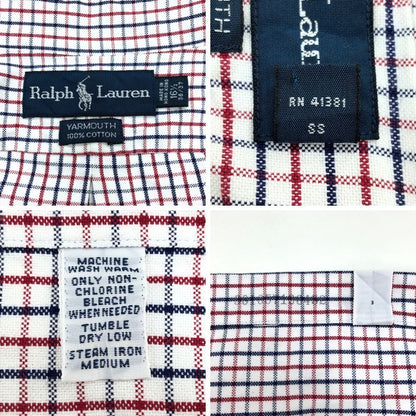 Ralph Lauren
16½
YARMOUTH
100% COTTON
RN 41381
SS
MACHINE
WASH WARM
ONLY NON-
CHLORINE
BLEACH
WHEN NEEDED
TUMBLE
DRY LOW
STEAM IRON
MEDIUM